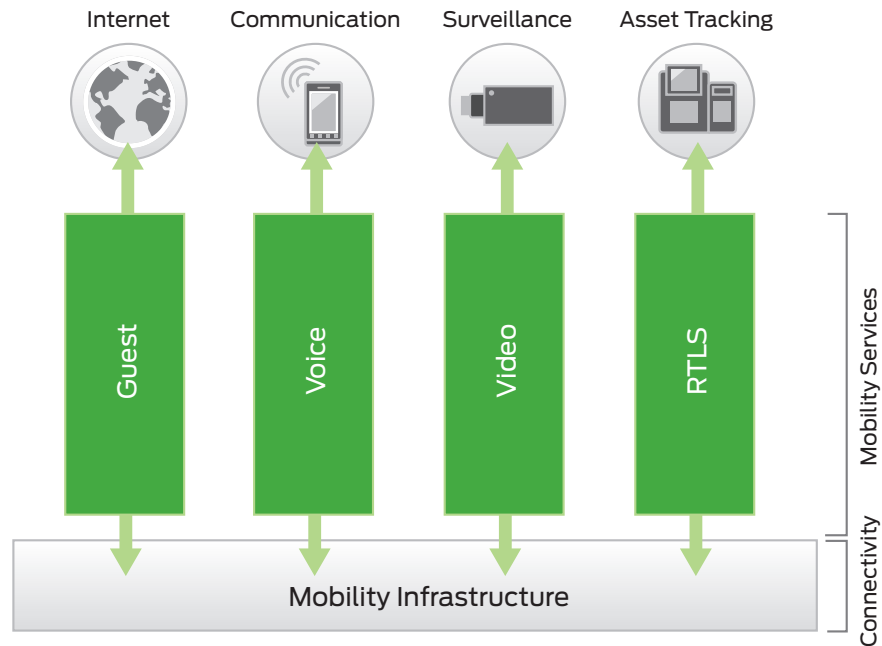 Internet
Communication
Surveillance
Asset Tracking
Guest
Voice
Video
RTLS
Mobility Services
Mobility Infrastructure
Connectivity